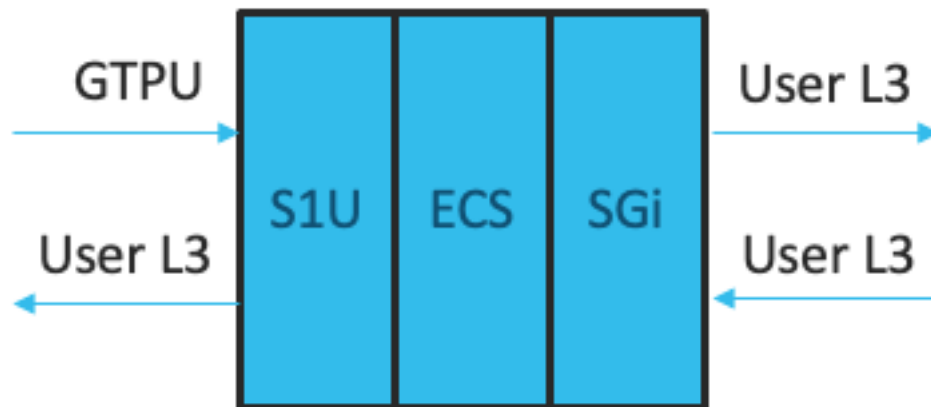 GTPU
User L3
S1U
ECS
SGi
User L3
User L3